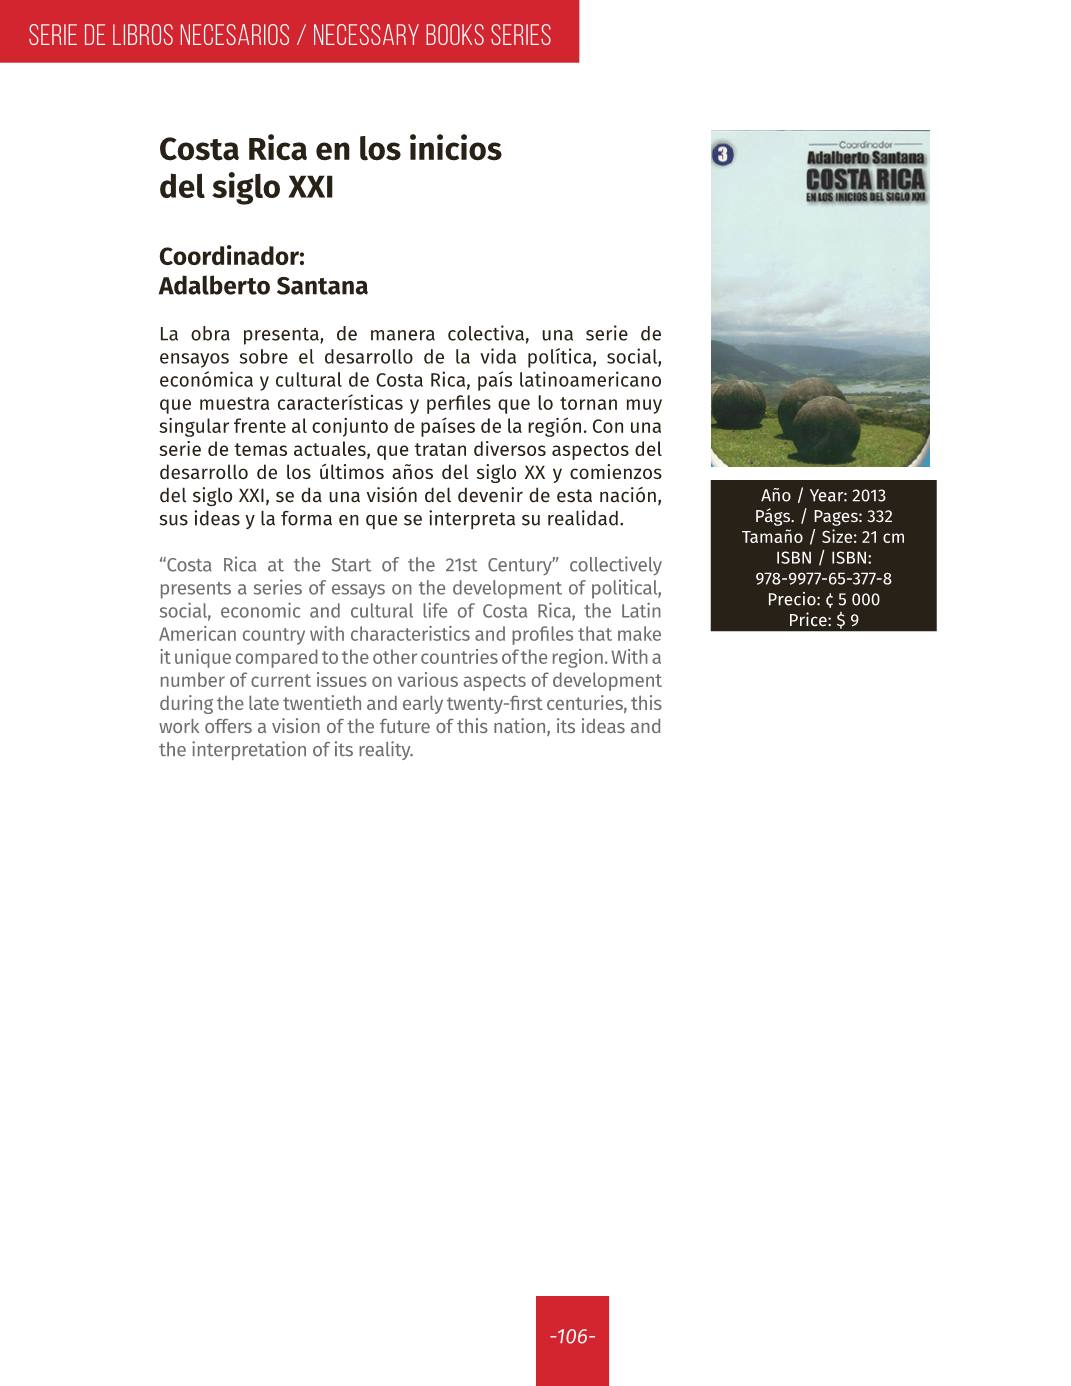 SERIE DE LIBROS NECESARIOS / NECESSARY BOOKS SERIES
Costa Rica en los inicios
del siglo XXI
Coordinador:
Adalberto Santana
La obra presenta, de manera colectiva, una serie de
ensayos sobre el desarrollo de la vida política, social,
económica y cultural de Costa Rica, país latinoamericano
que muestra características y perfiles que lo tornan muy
singular frente al conjunto de países de la región. Con una
serie de temas actuales, que tratan diversos aspectos del
desarrollo de los últimos años del siglo XX y comienzos
del siglo XXI, se da una visión del devenir de esta nación,
sus ideas y la forma en que se interpreta su realidad.
“Costa Rica at the Start of the 21st Century” collectively
presents a series of essays on the development of political,
social, economic and cultural life of Costa Rica, the Latin
American country with characteristics and profiles that make
it unique compared to the other countries of the region. With a
number of current issues on various aspects of development
during the late twentieth and early twenty-first centuries, this
work offers a vision of the future of this nation, its ideas and
the interpretation of its reality.
3
Coordinador
Adalberto Santana
COSTA RICA
EN LOS INICIOS DEL SIGLO XXI
Año / Year: 2013
Págs. / Pages: 332
Tamaño / Size: 21 cm
ISBN / ISBN:
978-9977-65-377-8
Precio: ¢ 5 000
Price: $ 9
-106-